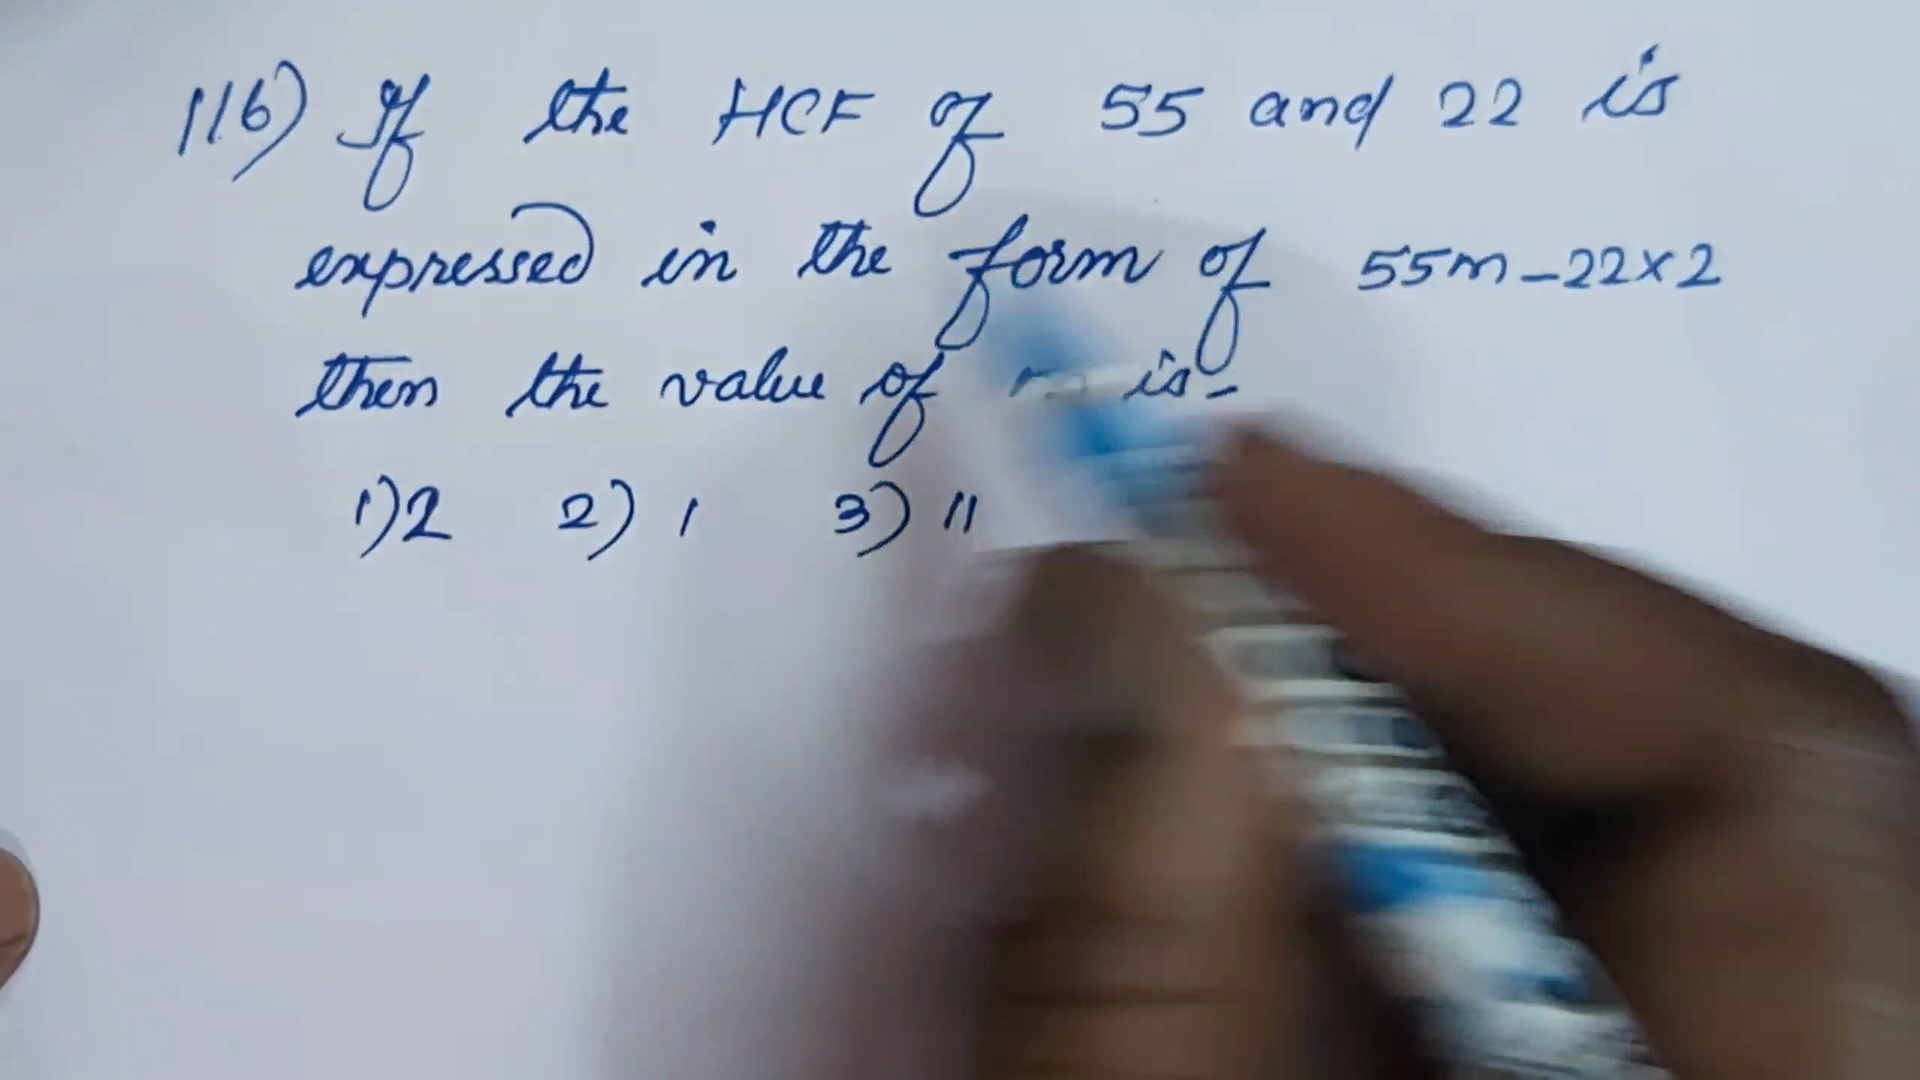 116) If the HCF of 55 and 22 is
expressed in the form of 55m-22x2
then the value of m is-
1)2 2) 1 3) 11